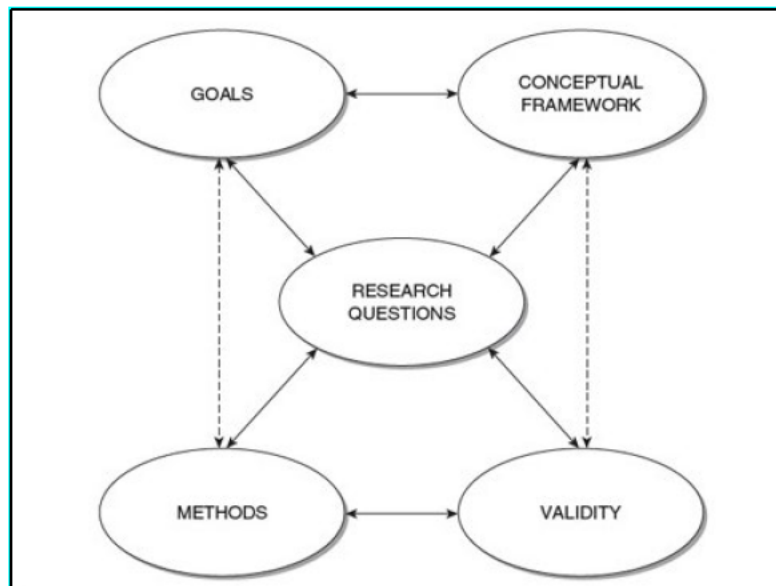 GOALS
CONCEPTUAL
FRAMEWORK
RESEARCH
QUESTIONS
METHODS
VALIDITY